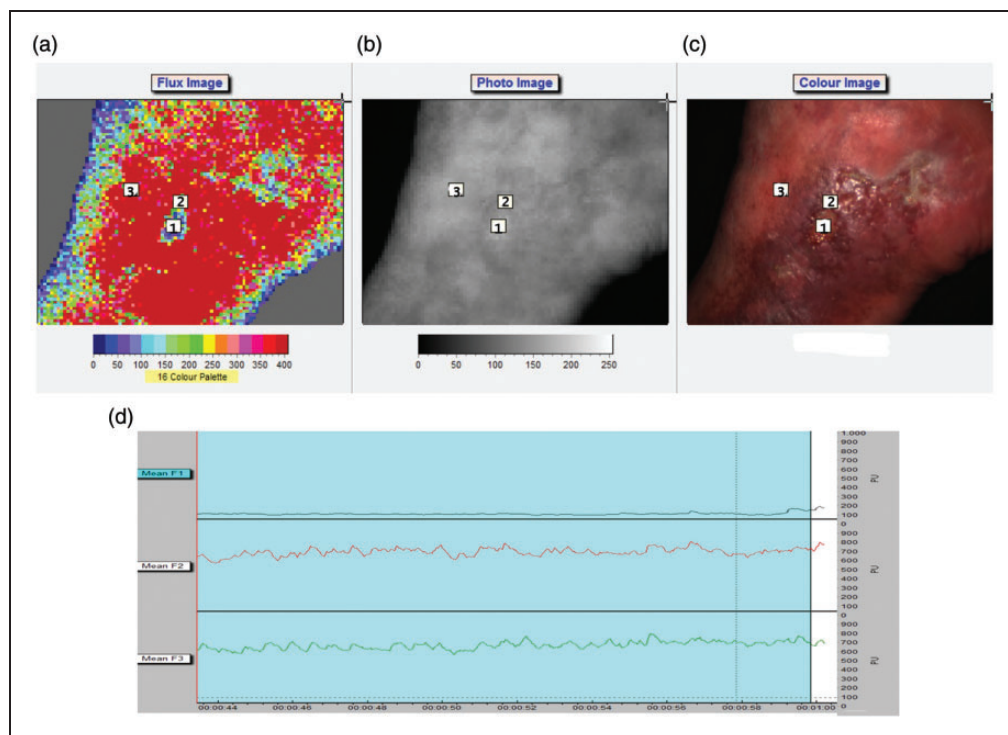 (a)
Flux Image
3
2
1
0 50 100 150 200 250 300 350 400
16 Colour Palette
(b)
Photo Image
3
2
1
0 50 100 150 200 250
(c)
Colour Image
3
2
1
(d)
Mean F1
1.000
900
800
700
600
500
400
300
200
100
0
PU
Mean F2
900
800
700
600
500
400
300
200
100
0
PU
Mean F3
900
800
700
600
500
400
300
200
100
0
PU
00:00:44 00:00:46 00:00:48 00:00:50 00:00:52 00:00:54 00:00:56 00:00:58 00:01:00